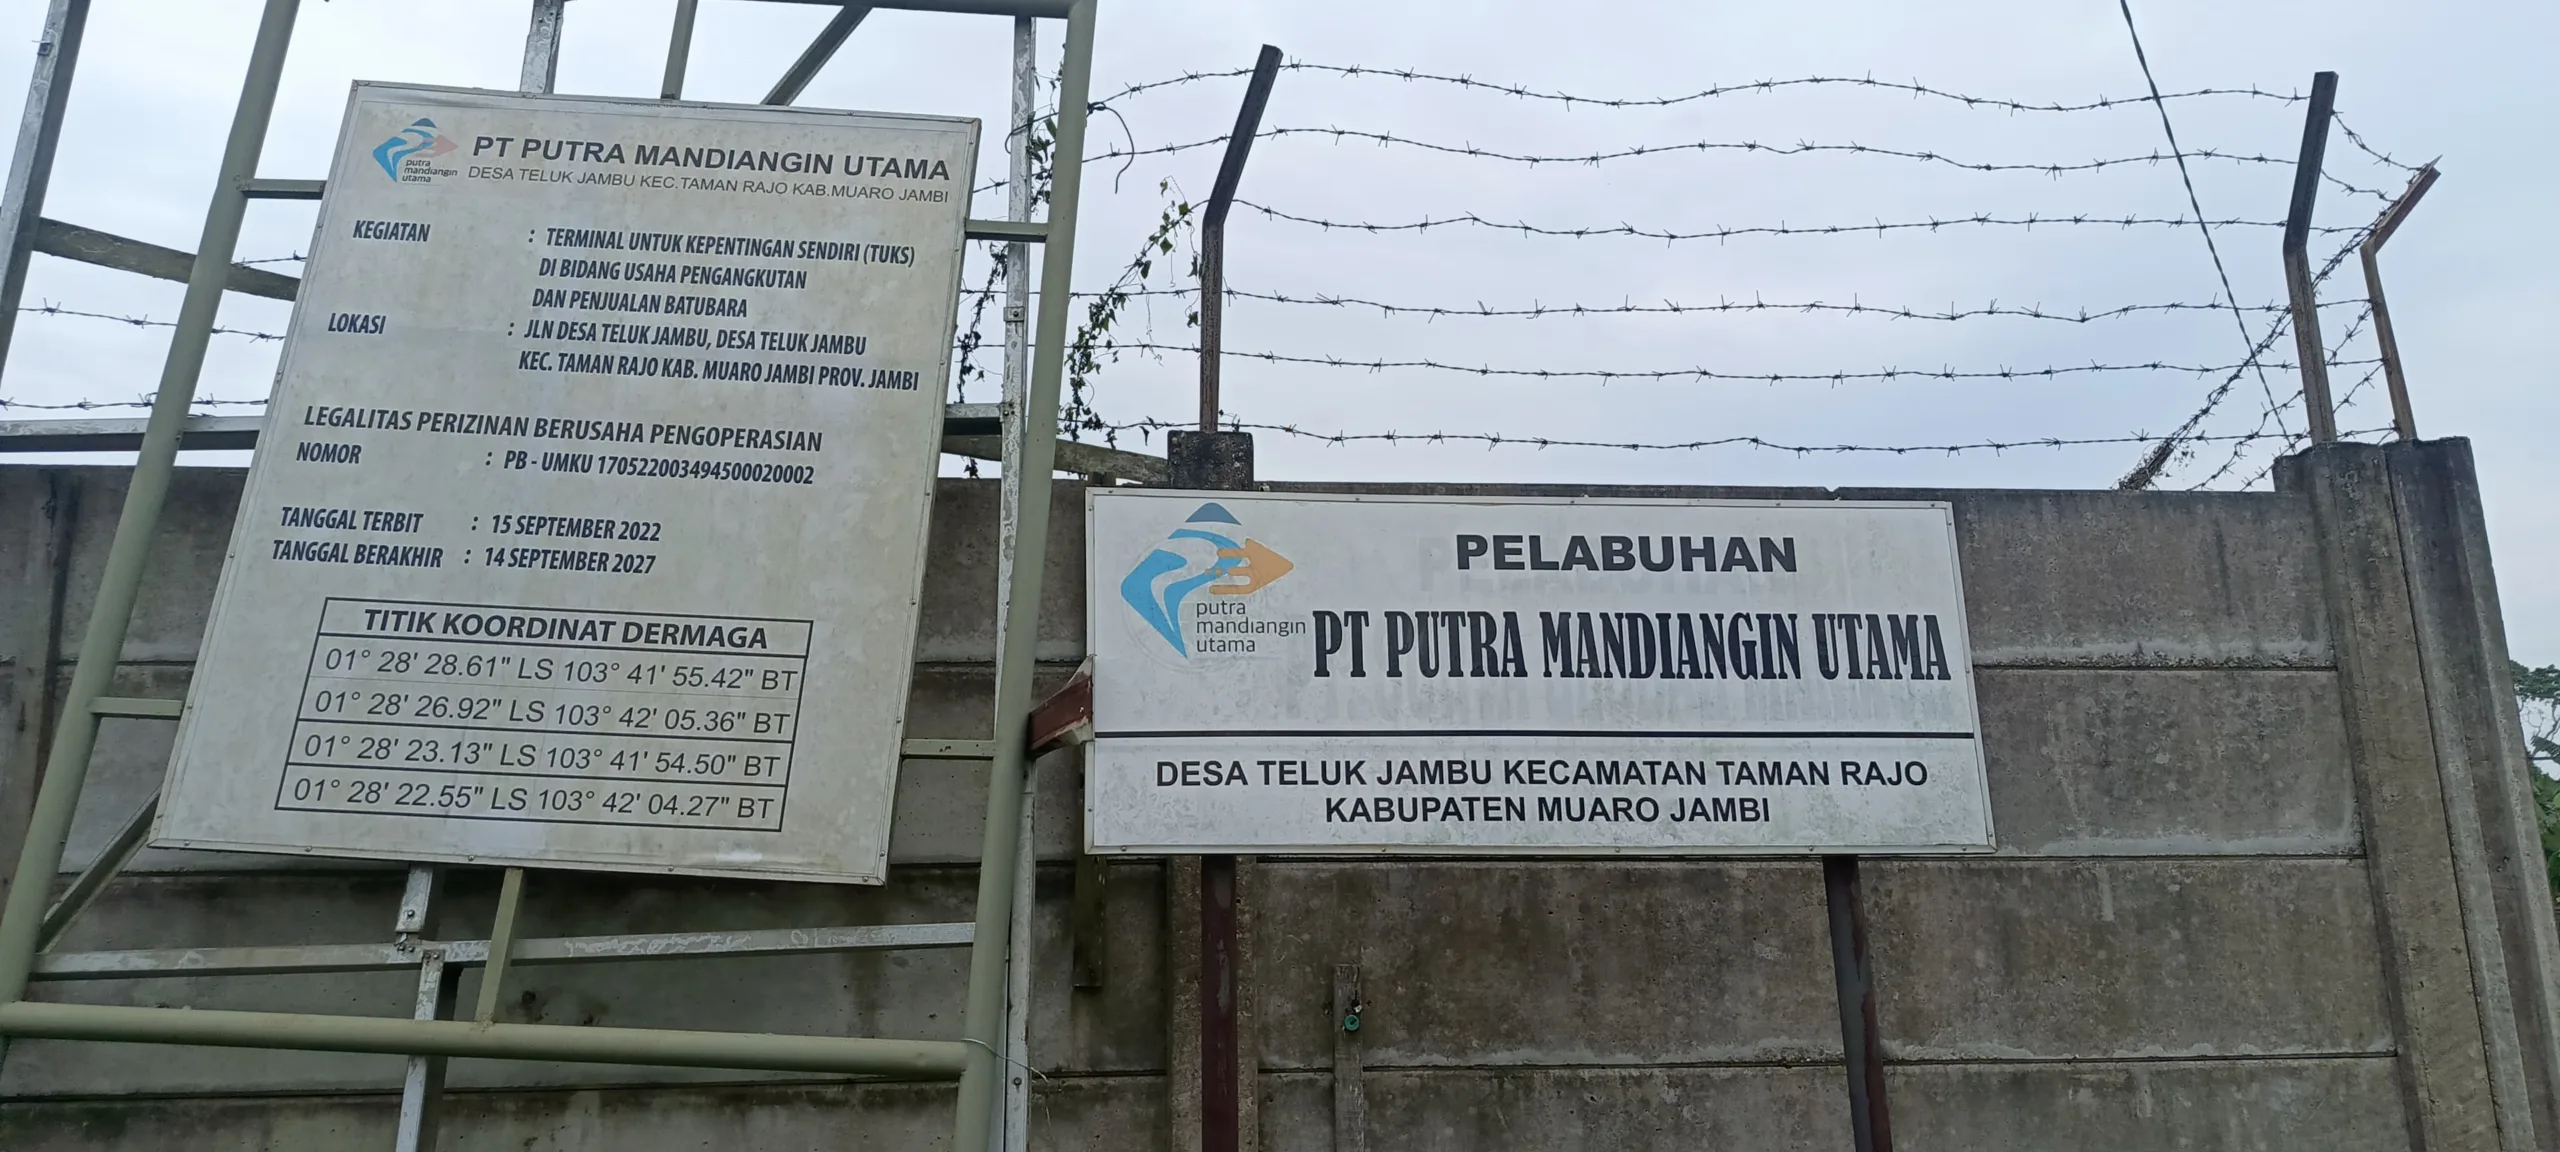 putra
mandiangin
utama
PT PUTRA MANDIANGIN UTAMA
DESA TELUK JAMBU KEC.TAMAN RAJO KAB.MUARO JAMBI
KEGIATAN : TERMINAL UNTUK KEPENTINGAN SENDIRI (TUKS)
DI BIDANG USAHA PENGANGKUTAN
DAN PENJUALAN BATUBARA
LOKASI : JLN DESA TELUK JAMBU, DESA TELUK JAMBU
KEC. TAMAN RAJO KAB. MUARO JAMBI PROV. JAMBI
LEGALITAS PERIZINAN BERUSAHA PENGOPERASIAN
NOMOR : PB - UMKU 170522003494500020002
TANGGAL TERBIT : 15 SEPTEMBER 2022
TANGGAL BERAKHIR : 14 SEPTEMBER 2027
TITIK KOORDINAT DERMAGA
01° 28' 28.61" LS 103° 41' 55.42" BT
01° 28' 26.92" LS 103° 42' 05.36" BT
01° 28' 23.13" LS 103° 41' 54.50" BT
01° 28' 22.55" LS 103° 42' 04.27" BT
putra
mandiangin
utama
PELABUHAN
PT PUTRA MANDIANGIN UTAMA
DESA TELUK JAMBU KECAMATAN TAMAN RAJO
KABUPATEN MUARO JAMBI